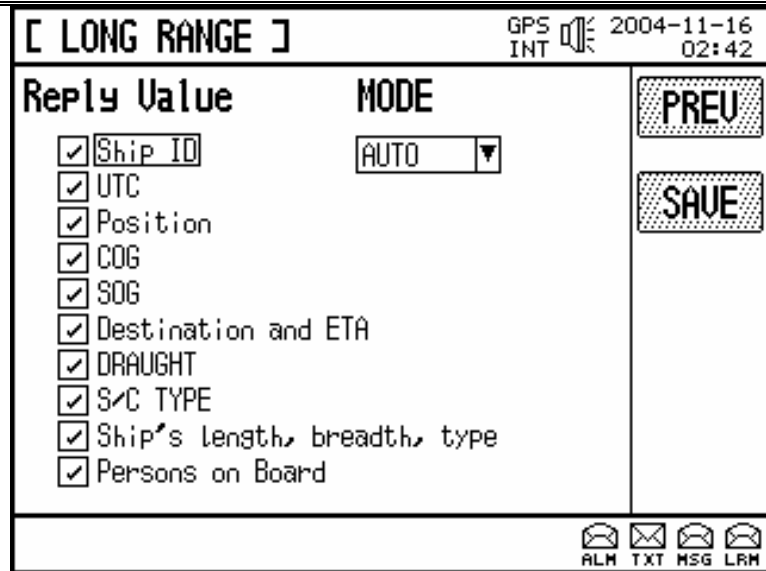 [ LONG RANGE ]
GPS INT 2004-11-16 02:42
Reply Value MODE
Ship ID AUTO
UTC
Position
COG
SOG
Destination and ETA
DRAUGHT
S/C TYPE
Ship's length, breadth, type
Persons on Board
PREV
SAVE
ALM TXT MSG LRM